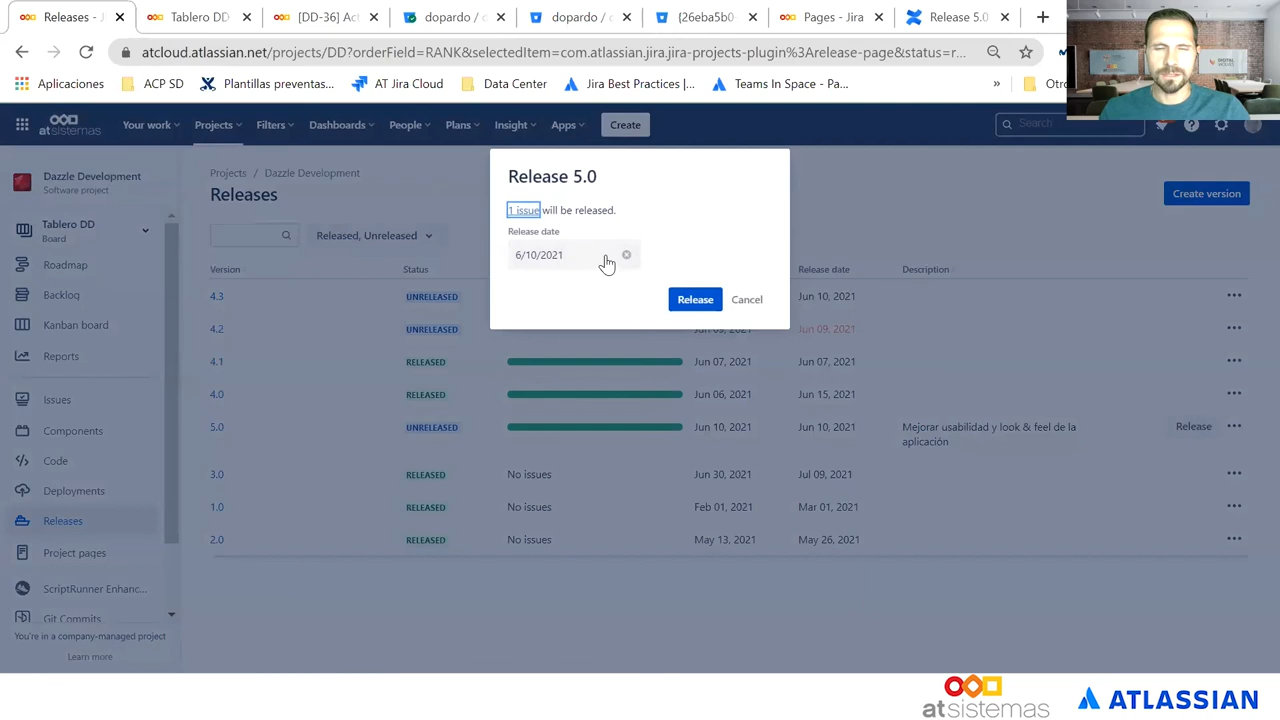 Releases - J
Tablero DD
[DD-36] Act
dopardo / d
dopardo / d
{26eba5b0
Pages - Jira
Release 5.0
atcloud.atlassian.net/projects/DD?orderField=RANK&selectedItem=com.atlassian.jira.jira-projects-plugin%3Arelease-page&status=r...
Aplicaciones
ACP SD
Plantillas preventas...
AT Jira Cloud
Data Center
Jira Best Practices |...
Teams In Space - Pa...
»
Otro
atsistemas
Your work
Projects
Filters
Dashboards
People
Plans
Insight
Apps
Create
Search
Dazzle Development
Software project
Tablero DD
Board
Roadmap
Backlog
Kanban board
Reports
Issues
Components
Code
Deployments
Releases
Project pages
ScriptRunner Enhanc...
Git Commits
You're in a company-managed project
Learn more
Projects / Dazzle Development
Releases
Create version
Released, Unreleased
Version Status Release date Description
4.3 UNRELEASED Jun 10, 2021
4.2 UNRELEASED Jun 09, 2021 Jun 09, 2021
4.1 RELEASED Jun 07, 2021 Jun 07, 2021
4.0 RELEASED Jun 06, 2021 Jun 15, 2021
5.0 UNRELEASED Jun 10, 2021 Jun 10, 2021 Mejorar usabilidad y look & feel de la
aplicación
Release
3.0 RELEASED No issues Jun 30, 2021 Jul 09, 2021
1.0 RELEASED No issues Feb 01, 2021 Mar 01, 2021
2.0 RELEASED No issues May 13, 2021 May 26, 2021
Release 5.0
1 issue will be released.
Release date
6/10/2021
Release
Cancel
atsistemas
ATLASSIAN